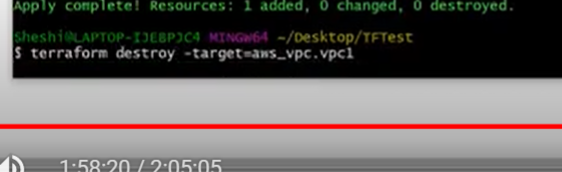 Apply complete! Resources: 1 added, 0 changed, 0 destroyed.
Sheshi@LAPTOP-IJE8PJC4 MINGW64 ~/Desktop/TFTest
$ terraform destroy -target=aws_vpc.vpc1
1:58:20 / 2:05:05